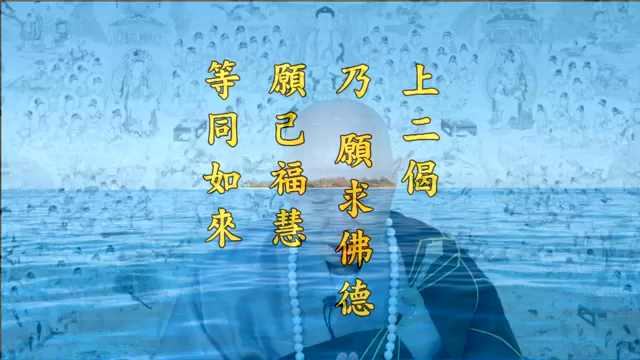 上二偈
乃 願求佛德
願己福慧
等同如來